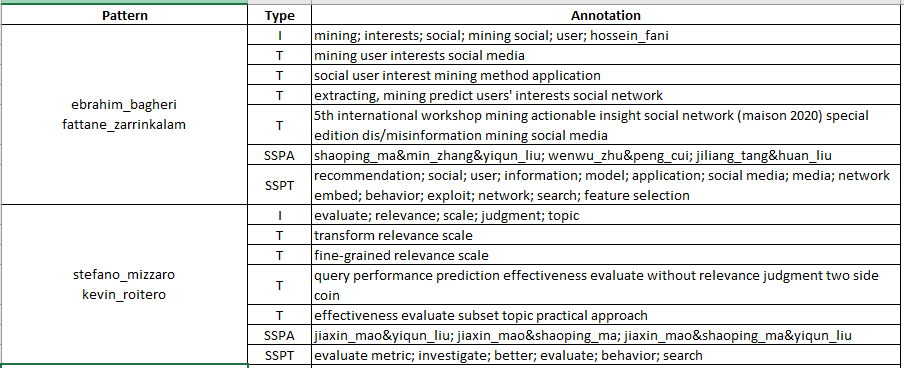 Pattern Type Annotation
ebrahim_bagheri
fattane_zarrinkalam
I mining; interests; social; mining social; user; hossein_fani
T mining user interests social media
T social user interest mining method application
T extracting, mining predict users' interests social network
T 5th international workshop mining actionable insight social network (maison 2020) special
edition dis/misinformation mining social media
SSPA shaoping_ma&min_zhang&yiqun_liu; wenwu_zhu&peng_cui; jiliang_tang&huan_liu
SSPT recommendation; social; user; information; model; application; social media; media; network
embed; behavior; exploit; network; search; feature selection
stefano_mizzaro
kevin_roitero
I evaluate; relevance; scale; judgment; topic
T transform relevance scale
T fine-grained relevance scale
T query performance prediction effectiveness evaluate without relevance judgment two side
coin
T effectiveness evaluate subset topic practical approach
SSPA jiaxin_mao&yiqun_liu; jiaxin_mao&shaoping_ma; jiaxin_mao&shaoping_ma&yiqun_liu
SSPT evaluate metric; investigate; better; evaluate; behavior; search